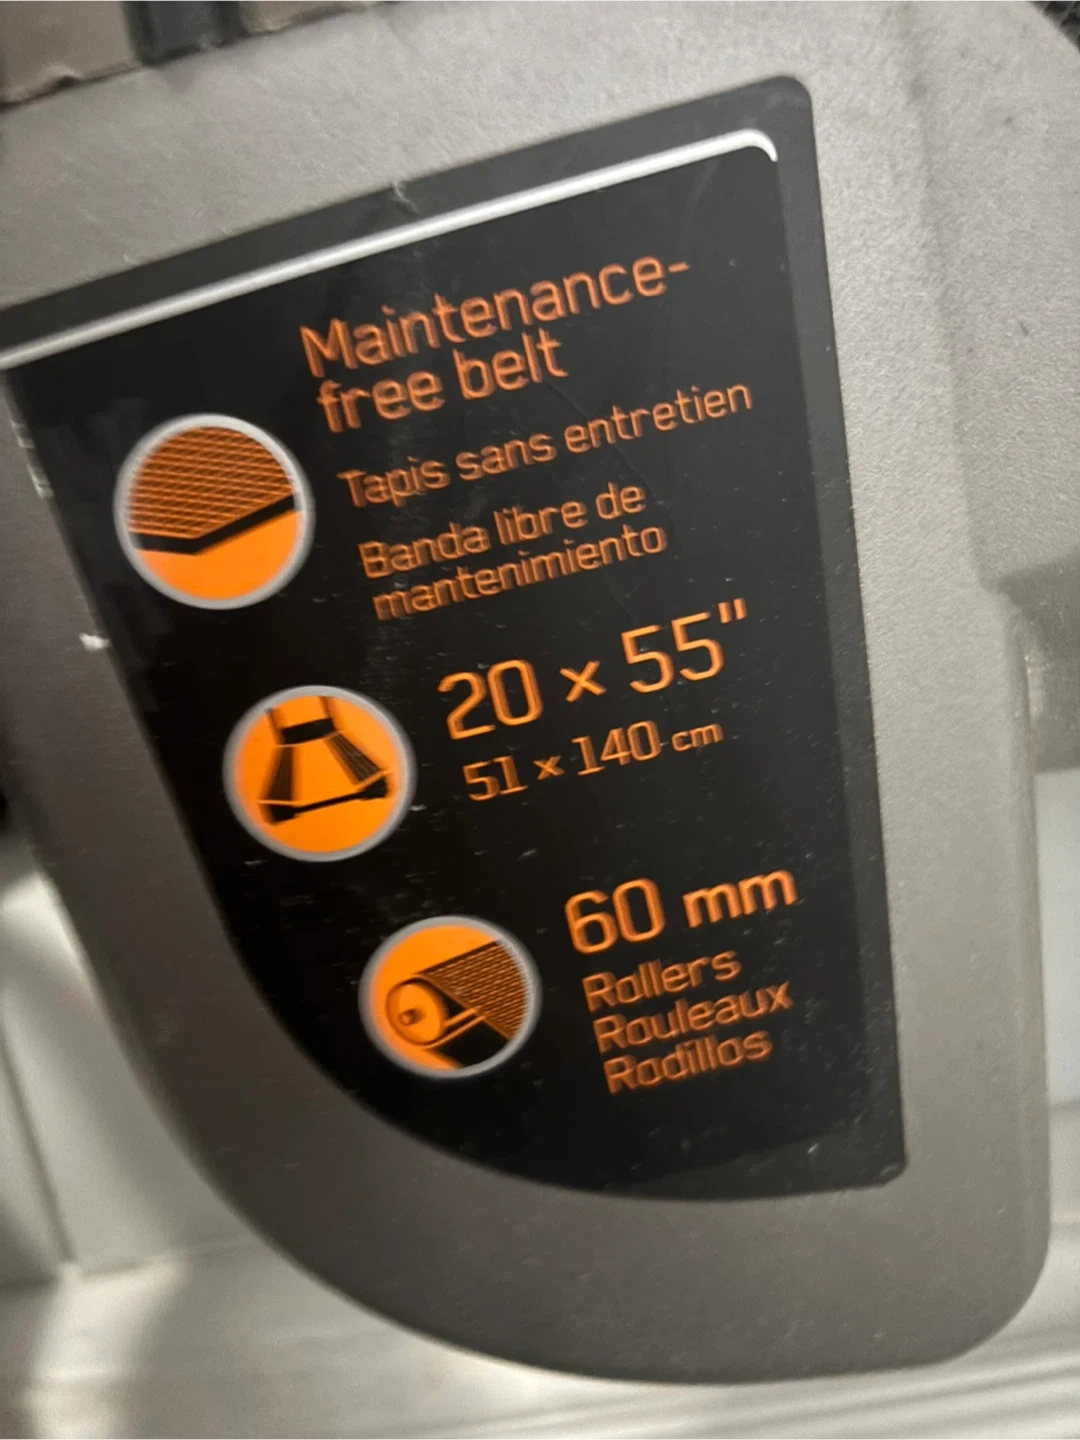 Maintenance-
free belt
Tapis sans entretien
Banda libre de
mantenimiento
20 x 55"
51 x 140 cm
60 mm
Rollers
Rouleaux
Rodillos